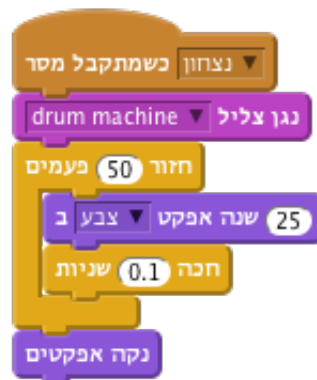 כשמתקבל מסר נצחון
נגן צליל drum machine
חזור 50 פעמים
שנה אפקט צבע ב 25
חכה 0.1 שניות
נקה אפקטים